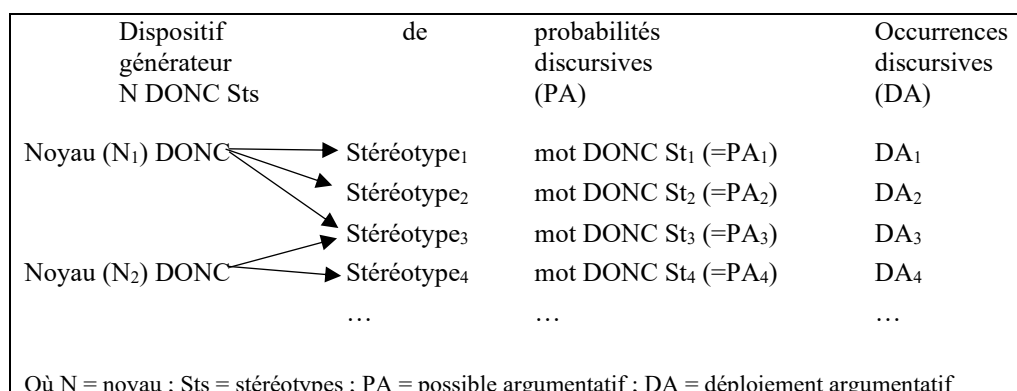 Dispositif de probabilités Occurrences
générateur discursives discursives
N DONC Sts (PA) (DA)
Noyau (N₁) DONC Stéréotype₁ mot DONC St₁ (=PA₁) DA₁
Stéréotype₂ mot DONC St₂ (=PA₂) DA₂
Stéréotype₃ mot DONC St₃ (=PA₃) DA₃
Noyau (N₂) DONC Stéréotype₄ mot DONC St₄ (=PA₄) DA₄
… … …
Où N = noyau ; Sts = stéréotypes ; PA = possible argumentatif ; DA = déploiement argumentatif